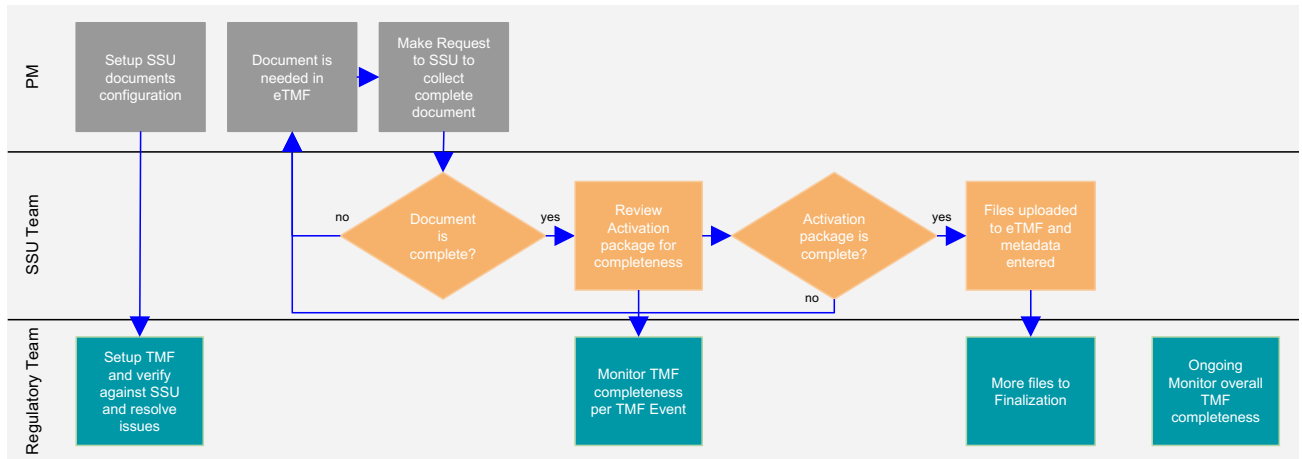 PM
Setup SSU
documents
configuration
Document is
needed in
eTMF
Make Request
to SSU to
collect
complete
document
SSU Team
no
Document
is
complete?
yes
Review
Activation
package for
completeness
Activation
package is
complete?
yes
no
Files uploaded
to eTMF and
metadata
entered
Regulatory Team
Setup TMF
and verify
against SSU
and resolve
issues
Monitor TMF
completeness
per TMF Event
More files to
Finalization
Ongoing
Monitor overall
TMF
completeness